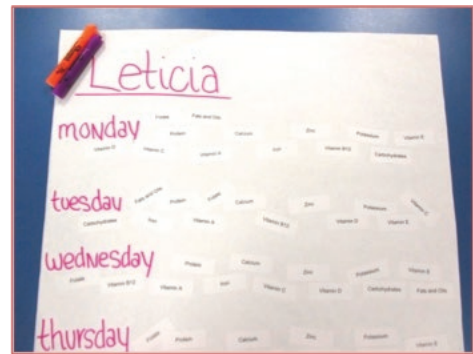 Leticia
Folate Fats and Oils
monday Protein Calcium Zinc Potassium Vitamin E
Vitamin D Vitamin C Vitamin A Iron Vitamin B12 Carbohydrates
tuesday Fats and Oils Protein Folate Calcium Zinc Potassium Vitamin C
Carbohydrates Iron Vitamin A Vitamin B12 Vitamin D Vitamin E
wednesday Protein Calcium Zinc Potassium Vitamin E
Folate Vitamin B12 Vitamin A Iron Vitamin C Vitamin D Carbohydrates Fats and Oils
thursday Folate Protein Calcium Zinc Potassium Vitamin E